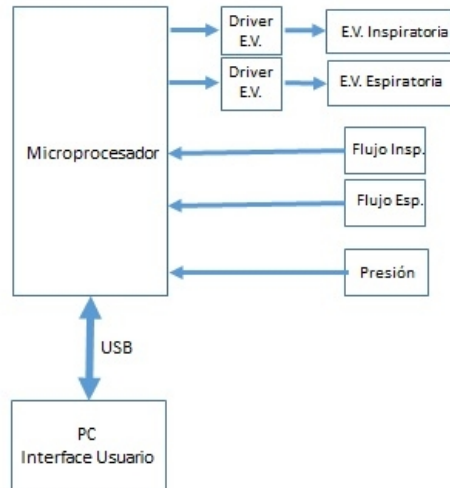 Driver
E.V.
E.V. Inspiratoria
Driver
E.V.
E.V. Espiratoria
Microprocesador
Flujo Insp.
Flujo Esp.
Presión
USB
PC
Interface Usuario